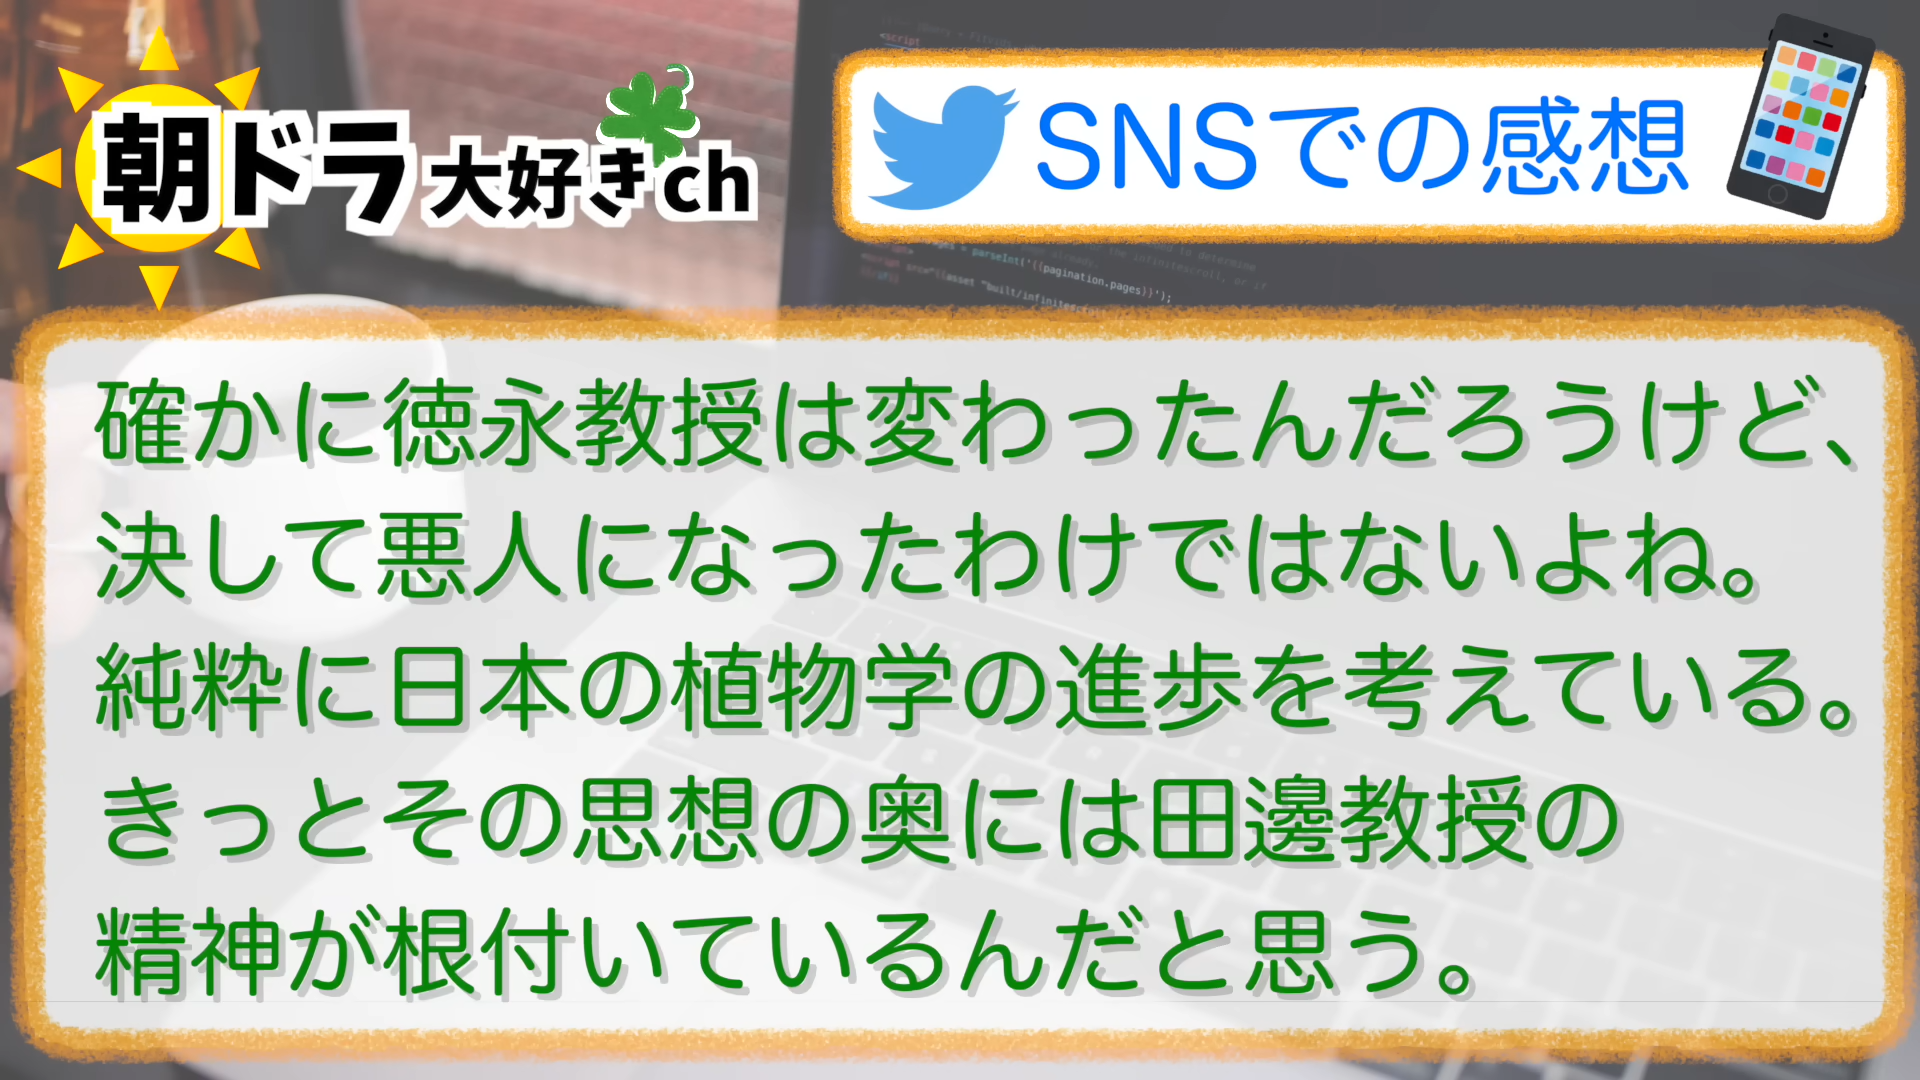 朝ドラ大好きch
SNSでの感想
確かに徳永教授は変わったんだろうけど、
決して悪人になったわけではないよね。
純粋に日本の植物学の進歩を考えている。
きっとその思想の奥には田邊教授の
精神が根付いているんだと思う。